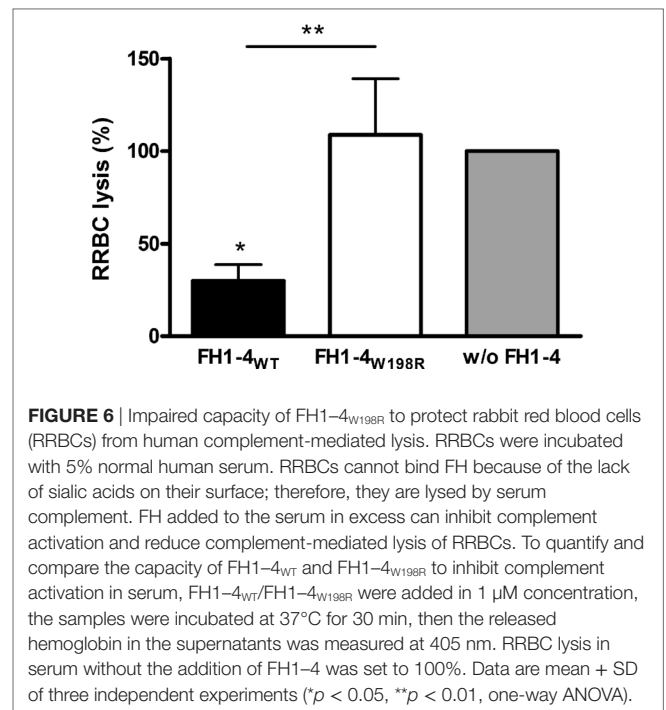 **
150
100
50
0
RRBC lysis (%)
*
FH1-4WT FH1-4W198R w/o FH1-4
FIGURE 6 | Impaired capacity of FH1–4W198R to protect rabbit red blood cells
(RRBCs) from human complement-mediated lysis. RRBCs were incubated
with 5% normal human serum. RRBCs cannot bind FH because of the lack
of sialic acids on their surface; therefore, they are lysed by serum
complement. FH added to the serum in excess can inhibit complement
activation and reduce complement-mediated lysis of RRBCs. To quantify and
compare the capacity of FH1–4WT and FH1–4W198R to inhibit complement
activation in serum, FH1–4WT/FH1–4W198R were added in 1 µM concentration,
the samples were incubated at 37°C for 30 min, then the released
hemoglobin in the supernatants was measured at 405 nm. RRBC lysis in
serum without the addition of FH1–4 was set to 100%. Data are mean + SD
of three independent experiments (*p < 0.05, **p < 0.01, one-way ANOVA).